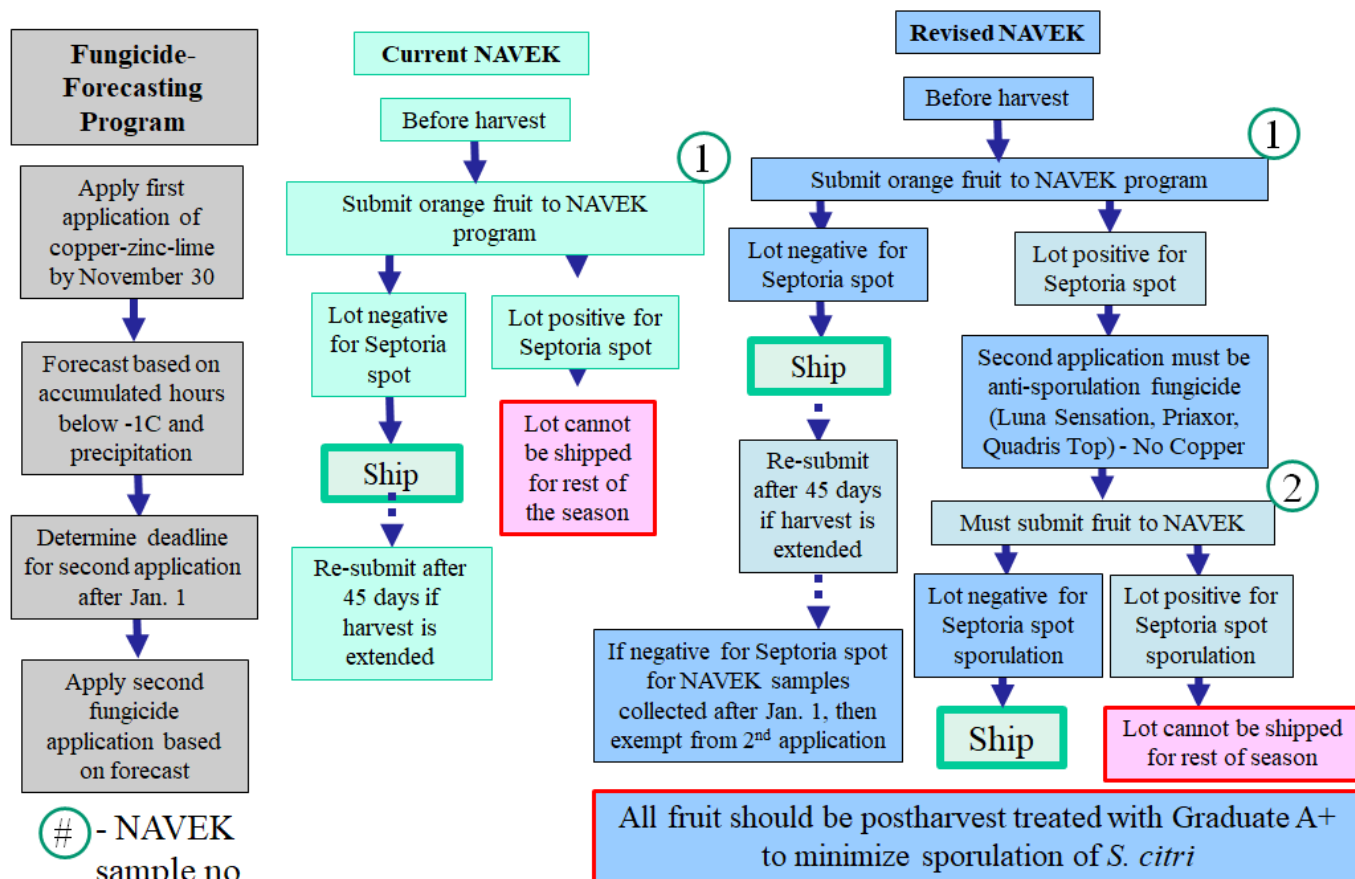 Fungicide-
Forecasting
Program
Apply first
application of
copper-zinc-lime
by November 30
Forecast based on
accumulated hours
below -1C and
precipitation
Determine deadline
for second application
after Jan. 1
Apply second
fungicide
application based
on forecast
# - NAVEK
sample no
Current NAVEK
Before harvest
1
Submit orange fruit to NAVEK
program
Lot negative
for Septoria
spot
Ship
Re-submit after
45 days if
harvest is
extended
Lot positive for
Septoria spot
Lot cannot
be shipped
for rest of
the season
Revised NAVEK
Before harvest
1
Submit orange fruit to NAVEK program
Lot negative for
Septoria spot
Ship
Re-submit
after 45 days
if harvest is
extended
If negative for Septoria spot
for NAVEK samples
collected after Jan. 1, then
exempt from 2nd application
Lot positive for
Septoria spot
Second application must be
anti-sporulation fungicide
(Luna Sensation, Priaxor,
Quadris Top) - No Copper
2
Must submit fruit to NAVEK
Lot negative for
Septoria spot
sporulation
Ship
Lot positive for
Septoria spot
sporulation
Lot cannot be shipped
for rest of season
All fruit should be postharvest treated with Graduate A+
to minimize sporulation of S. citri